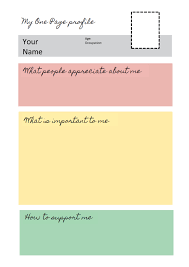 My One Page profile
Your
Name
Age
Occupation
What people appreciate about me
What is important to me
How to support me